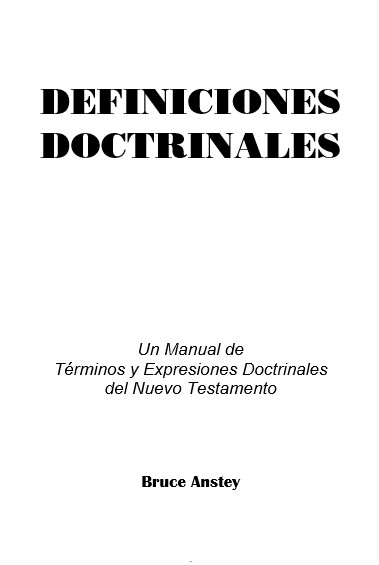 DEFINICIONES
DOCTRINALES
Un Manual de
Términos y Expresiones Doctrinales
del Nuevo Testamento
Bruce Anstey